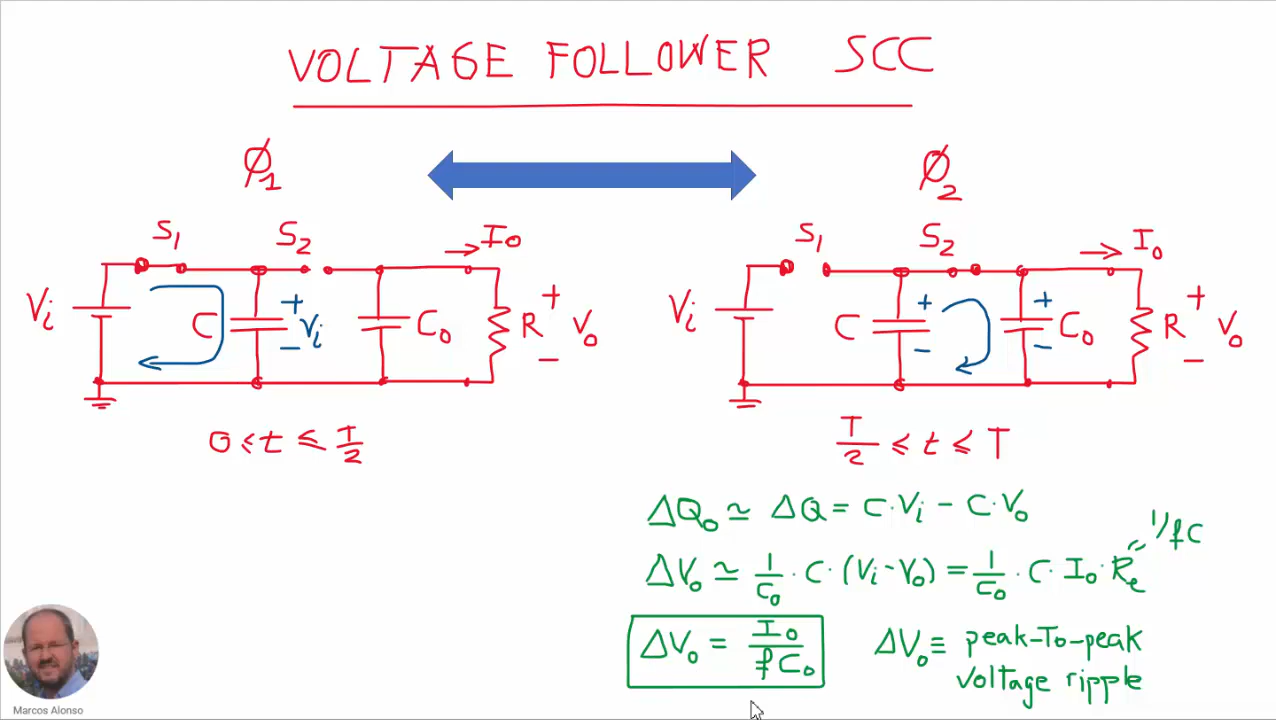 VOLTAGE FOLLOWER SCC
Ø1
Ø2
S1 S2 Io
Vi C + Vi − Co R + Vo −
0 ≤ t ≤ T/2
S1 S2 Io
Vi C + − + − Co R + Vo −
T/2 ≤ t ≤ T
ΔQo ≃ ΔQ = C·Vi − C·Vo
1/fC
ΔVo ≃ 1/Co · C · (Vi−Vo) = 1/Co · C · Io · Re
ΔVo = Io/fCo
ΔVo ≡ peak-To-peak
voltage ripple
Marcos Alonso